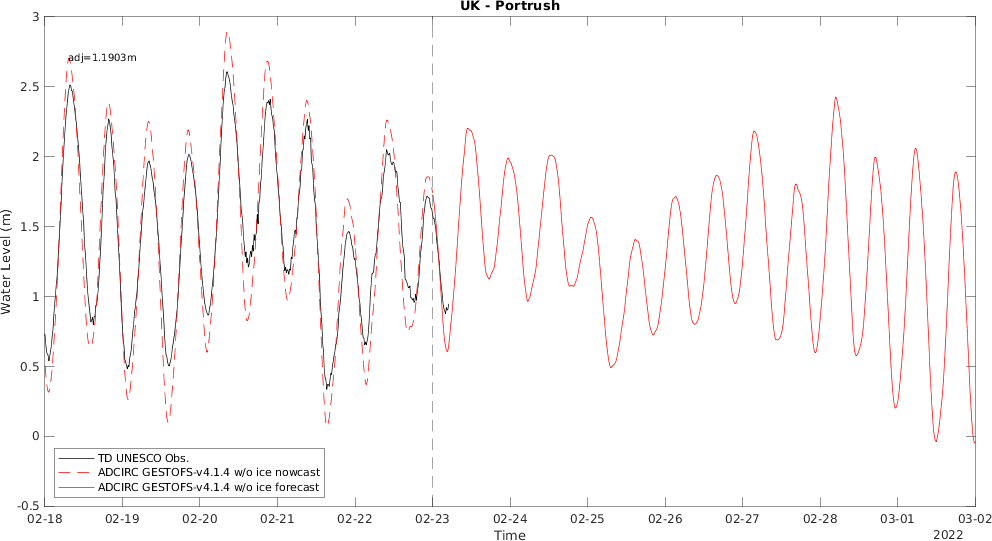 UK - Portrush
adj=1.1903m
Water Level (m)
3
2.5
2
1.5
1
0.5
0
-0.5
TD UNESCO Obs.
ADCIRC GESTOFS-v4.1.4 w/o ice nowcast
ADCIRC GESTOFS-v4.1.4 w/o ice forecast
02-18 02-19 02-20 02-21 02-22 02-23 02-24 02-25 02-26 02-27 02-28 03-01 03-02
Time
2022